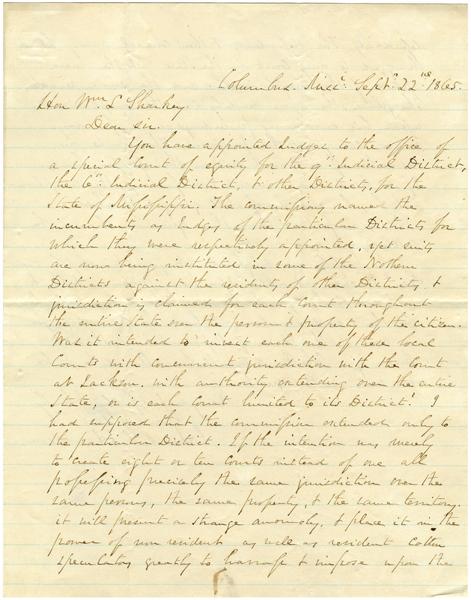 Columbus. Missi. Septr. 22nd 1865.
Hon Wm L Sharkey.
Dear Sir.
You have appointed Judges to the office of
a special Court of equity for the 9th Judicial District,
the 6th Judicial District, & other Districts, for the
State of Mississippi. The commissions named the
incumbents as Judges of the particular Districts for
which they were respectively appointed, yet suits
are now being instituted in some of the Nothern
Districts against the residents of other Districts, &
jurisdiction is claimed for each Court throughout
the entire State over the person & property of the citizen.
Was it intended to invest each one of these local
Courts with concurrent jurisdiction with the Court
at Jackson, with authority extending over the entire
State, or is each Court limited to its District? I
had supposed that the commission extended only to
the particular District. If the intention was merely
to create eight or ten Courts instead of one all
possessing precisely the same jurisdiction over the
same persons, the same property, & the same territory,
it will present a strange anomoly, & place it in the
power of non resident as well as resident Cotton
speculators greatly to harrass & impose upon the